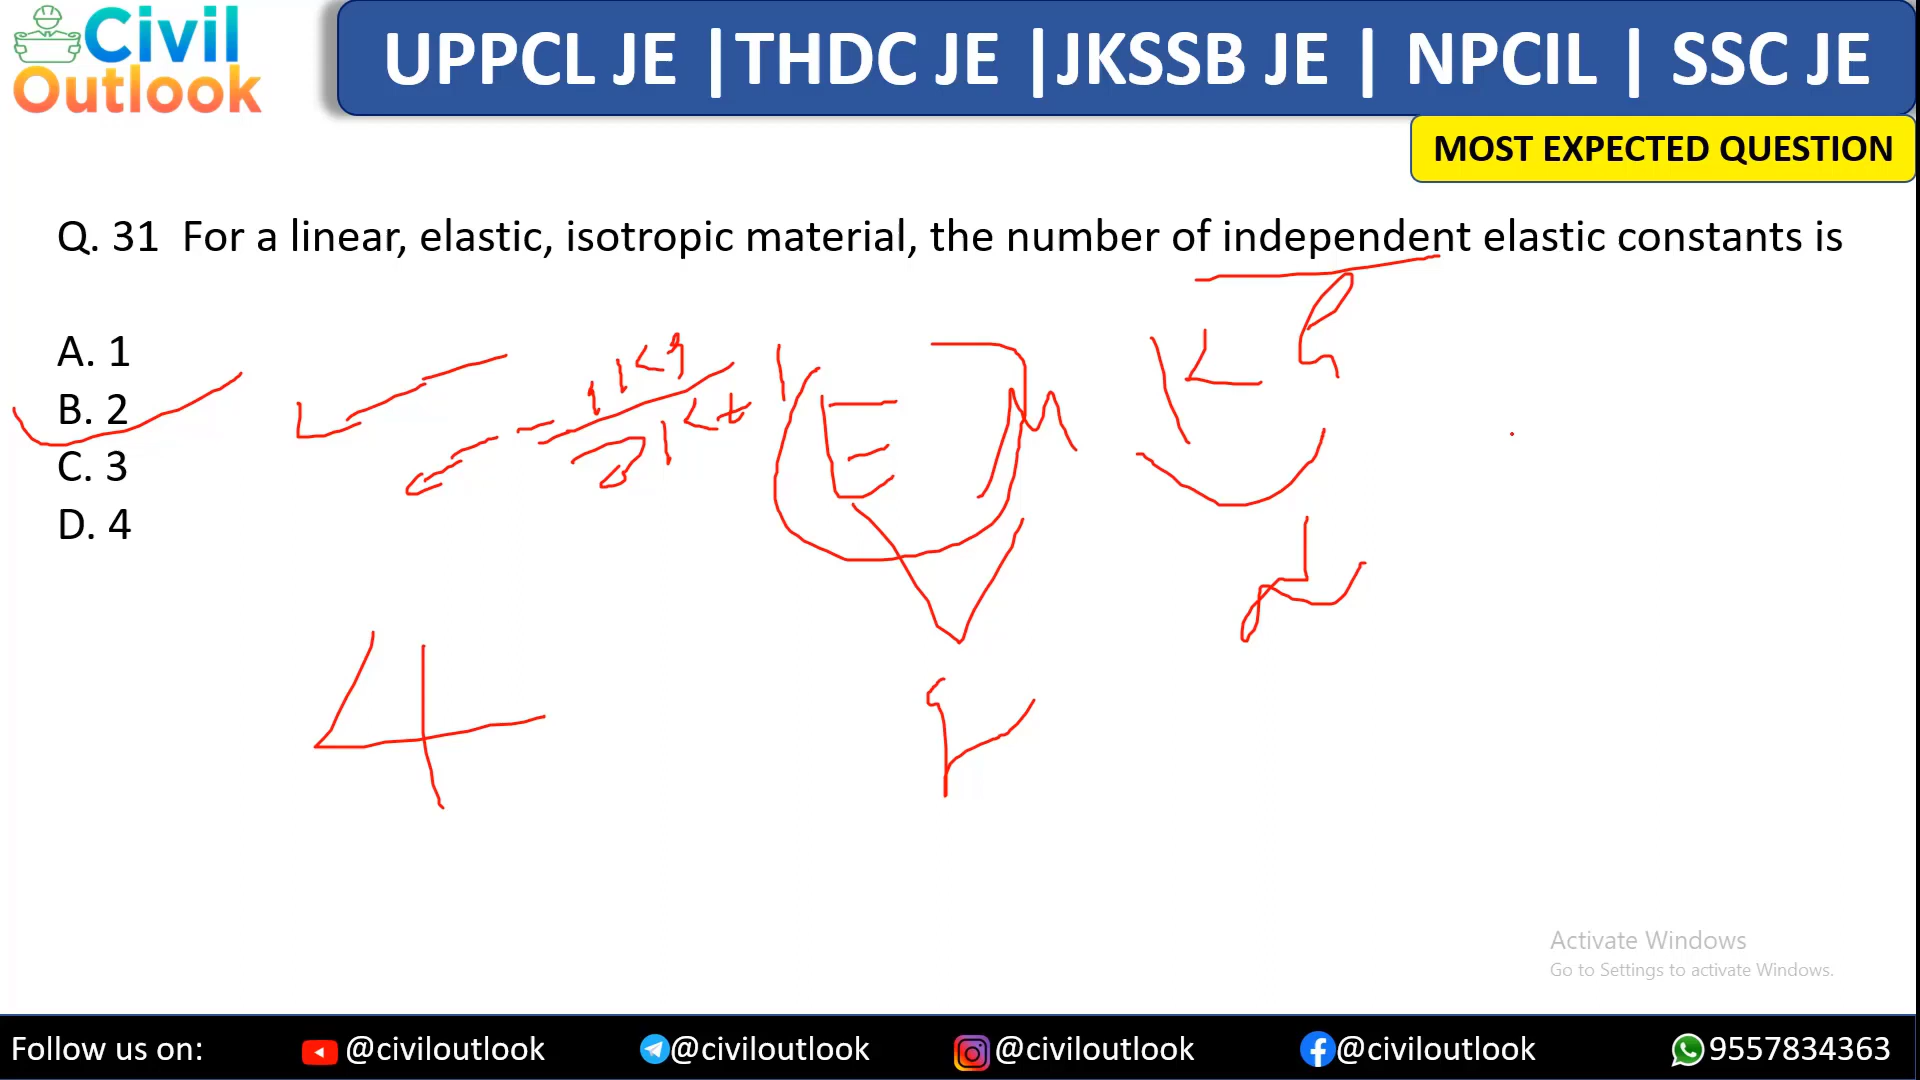 Civil
Outlook
UPPCL JE | THDC JE | JKSSB JE | NPCIL | SSC JE
MOST EXPECTED QUESTION
Q. 31 For a linear, elastic, isotropic material, the number of independent elastic constants is
A. 1
B. 2
C. 3
D. 4
E
K
4
Activate Windows
Go to Settings to activate Windows.
Follow us on:
@civiloutlook
@civiloutlook
@civiloutlook
@civiloutlook
9557834363